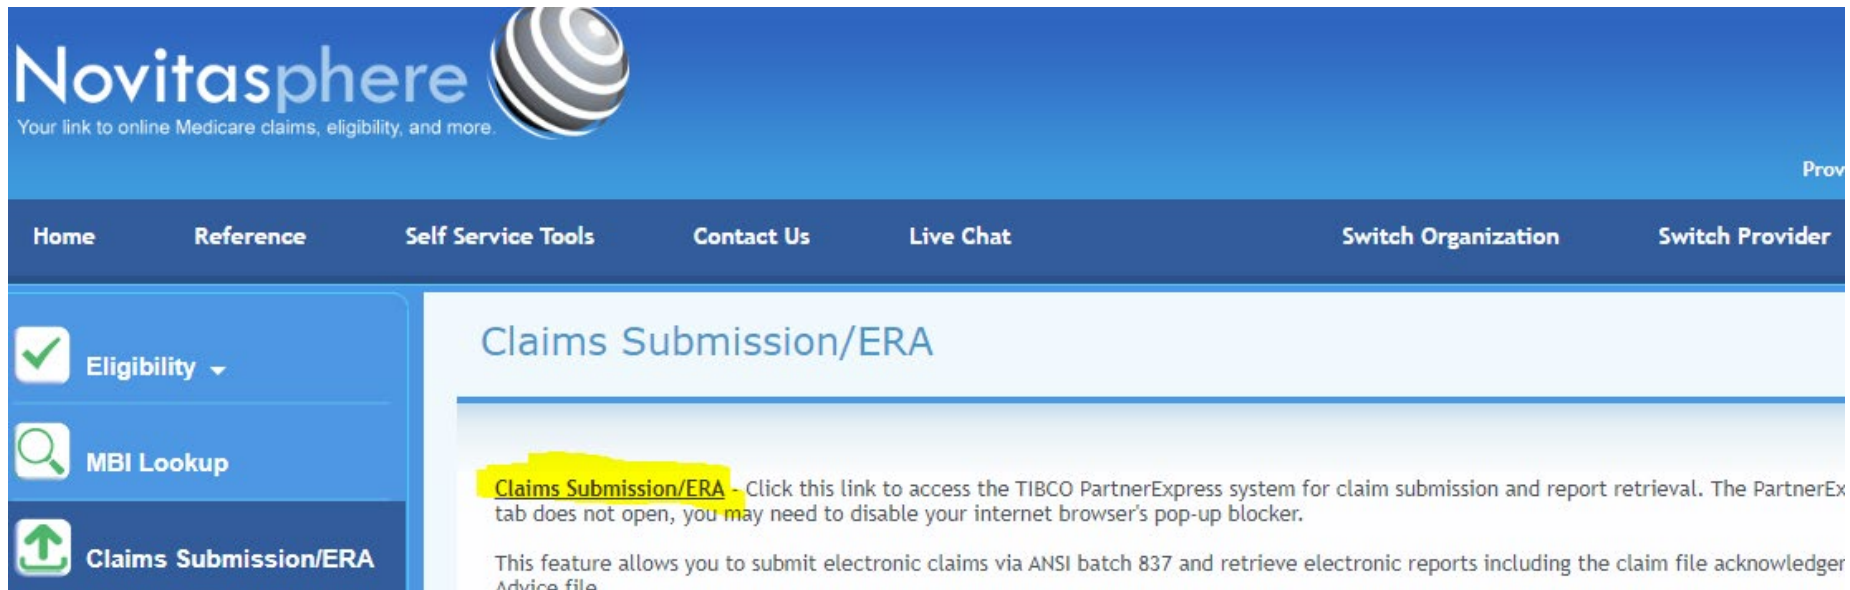 Novitasphere
Your link to online Medicare claims, eligibility, and more.
Home Reference Self Service Tools Contact Us Live Chat Switch Organization Switch Provider
Eligibility
MBI Lookup
Claims Submission/ERA
Claims Submission/ERA
Claims Submission/ERA - Click this link to access the TIBCO PartnerExpress system for claim submission and report retrieval. The
tab does not open, you may need to disable your internet browser's pop-up blocker.
This feature allows you to submit electronic claims via ANSI batch 837 and retrieve electronic reports including the claim file
Advice file